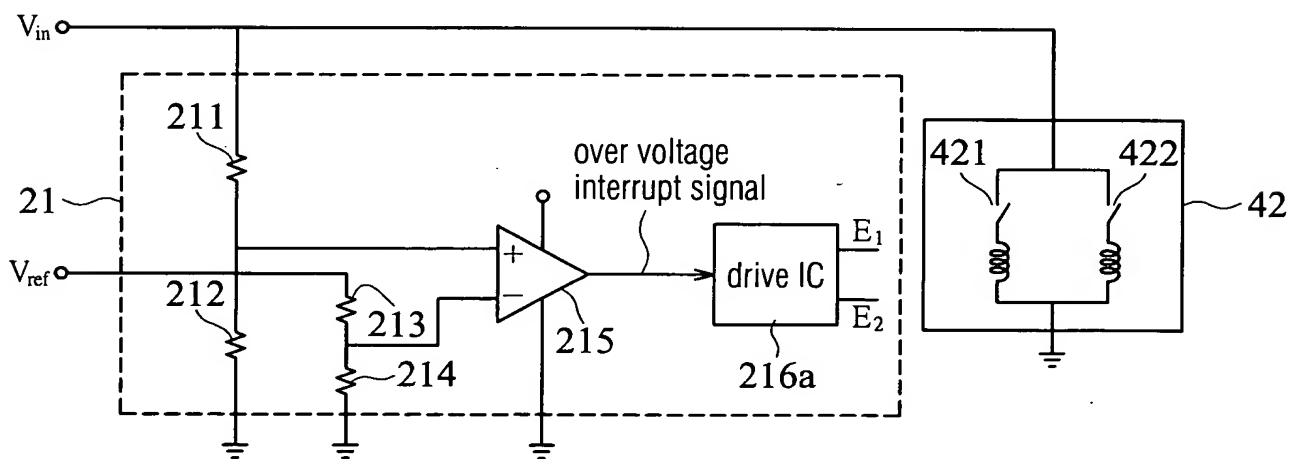 Vin
211
over voltage
interrupt signal
421
422
21
42
E1
+
Vref
drive IC
212
−
213
E2
215
214
216a